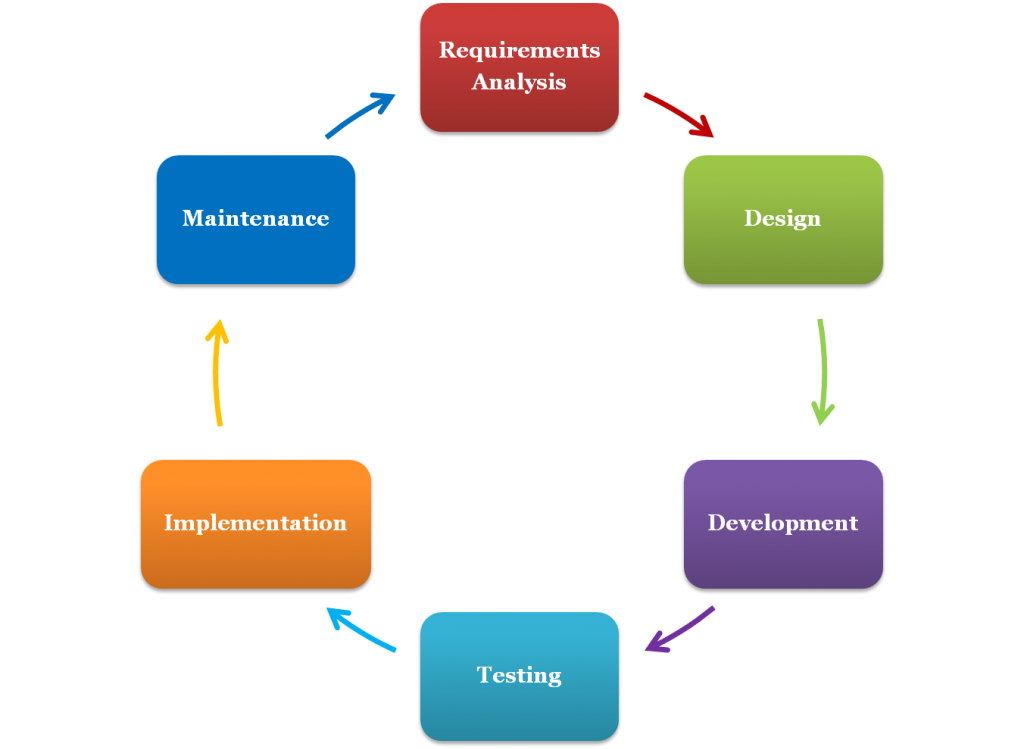 Requirements
Analysis
Design
Development
Testing
Implementation
Maintenance